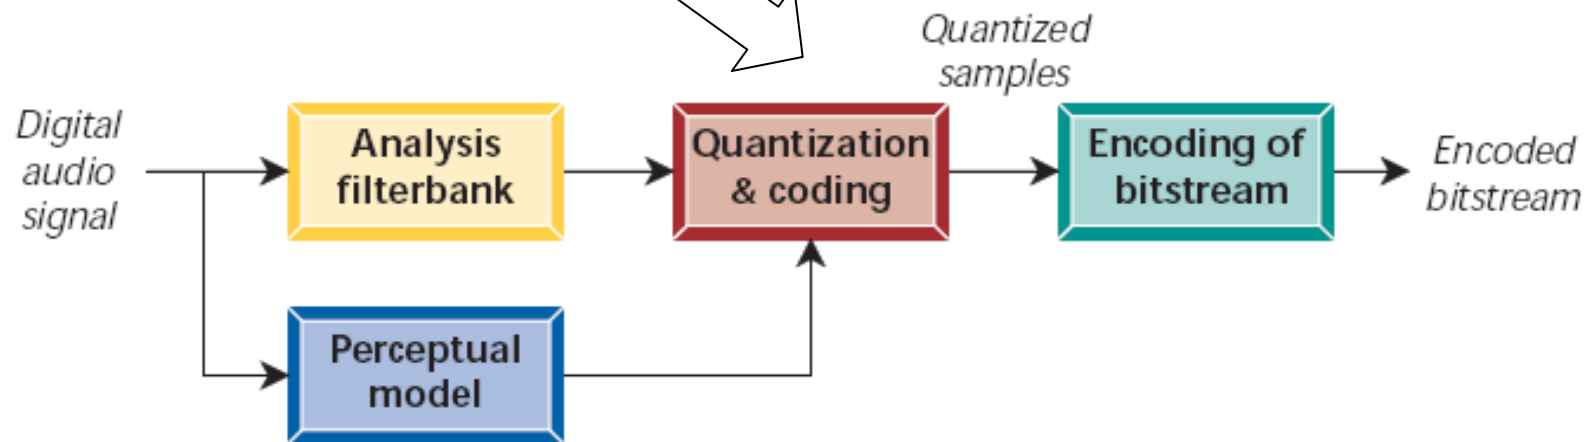 Digital
audio
signal
Analysis
filterbank
Quantization
& coding
Quantized
samples
Encoding of
bitstream
Encoded
bitstream
Perceptual
model